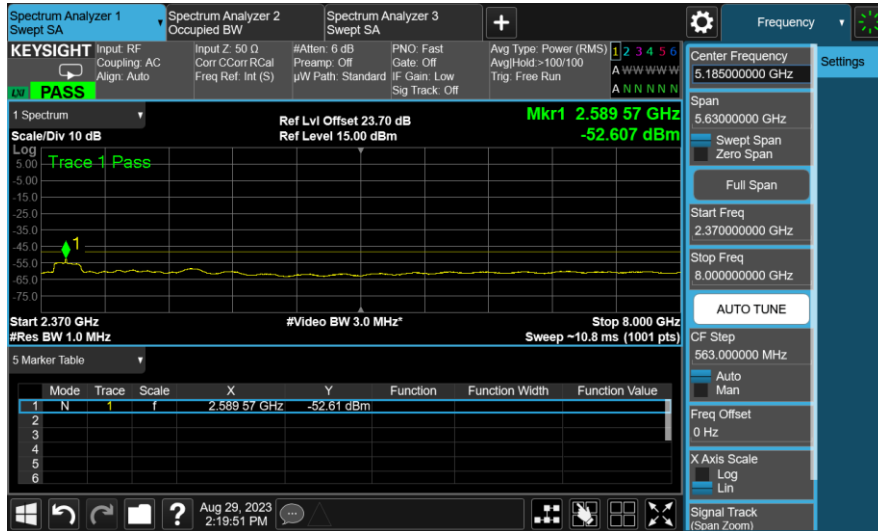 Spectrum Analyzer 1
Swept SA
Spectrum Analyzer 2
Occupied BW
Spectrum Analyzer 3
Swept SA
Frequency
KEYSIGHT
Input: RF
Coupling: AC
Align: Auto
Input Z: 50 Ω
Corr CCorr RCal
Freq Ref: Int (S)
#Atten: 6 dB
Preamp: Off
µW Path: Standard
PNO: Fast
Gate: Off
IF Gain: Low
Sig Track: Off
Avg Type: Power (RMS)
Avg|Hold:>100/100
Trig: Free Run
1 2 3 4 5 6
A W W W W W
A N N N N N
LXI
PASS
1 Spectrum
Scale/Div 10 dB
Ref Lvl Offset 23.70 dB
Ref Level 15.00 dBm
Mkr1 2.589 57 GHz
-52.607 dBm
Log
Trace 1 Pass
5.00
-5.00
-15.0
-25.0
-35.0
-45.0
-55.0
-65.0
-75.0
1
Start 2.370 GHz
#Res BW 1.0 MHz
#Video BW 3.0 MHz*
Stop 8.000 GHz
Sweep ~10.8 ms (1001 pts)
5 Marker Table
Mode Trace Scale X Y Function Function Width Function Value
1 N 1 f 2.589 57 GHz -52.61 dBm
2
3
4
5
6
Aug 29, 2023
2:19:51 PM
Center Frequency
5.185000000 GHz
Settings
Span
5.63000000 GHz
Swept Span
Zero Span
Full Span
Start Freq
2.370000000 GHz
Stop Freq
8.000000000 GHz
AUTO TUNE
CF Step
563.000000 MHz
Auto
Man
Freq Offset
0 Hz
X Axis Scale
Log
Lin
Signal Track
(Span Zoom)